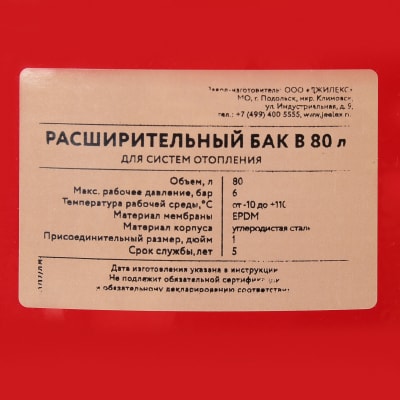 Завод-изготовитель: ООО "ДЖИЛЕКС"
МО, г. Подольск, мкр. Климовск,
ул. Индустриальная, д. 9,
тел.: +7 (499) 400 5555, www.jeelex.ru
РАСШИРИТЕЛЬНЫЙ БАК В 80 л
ДЛЯ СИСТЕМ ОТОПЛЕНИЯ
Объем, л 80
Макс. рабочее давление, бар 6
Температура рабочей среды, °С от -10 до +110
Материал мембраны EPDM
Материал корпуса углеродистая сталь
Присоединительный размер, дюйм 1
Срок службы, лет 5
Дата изготовления указана в инструкции
Не подлежит обязательной сертификации
и обязательному декларированию соответствия